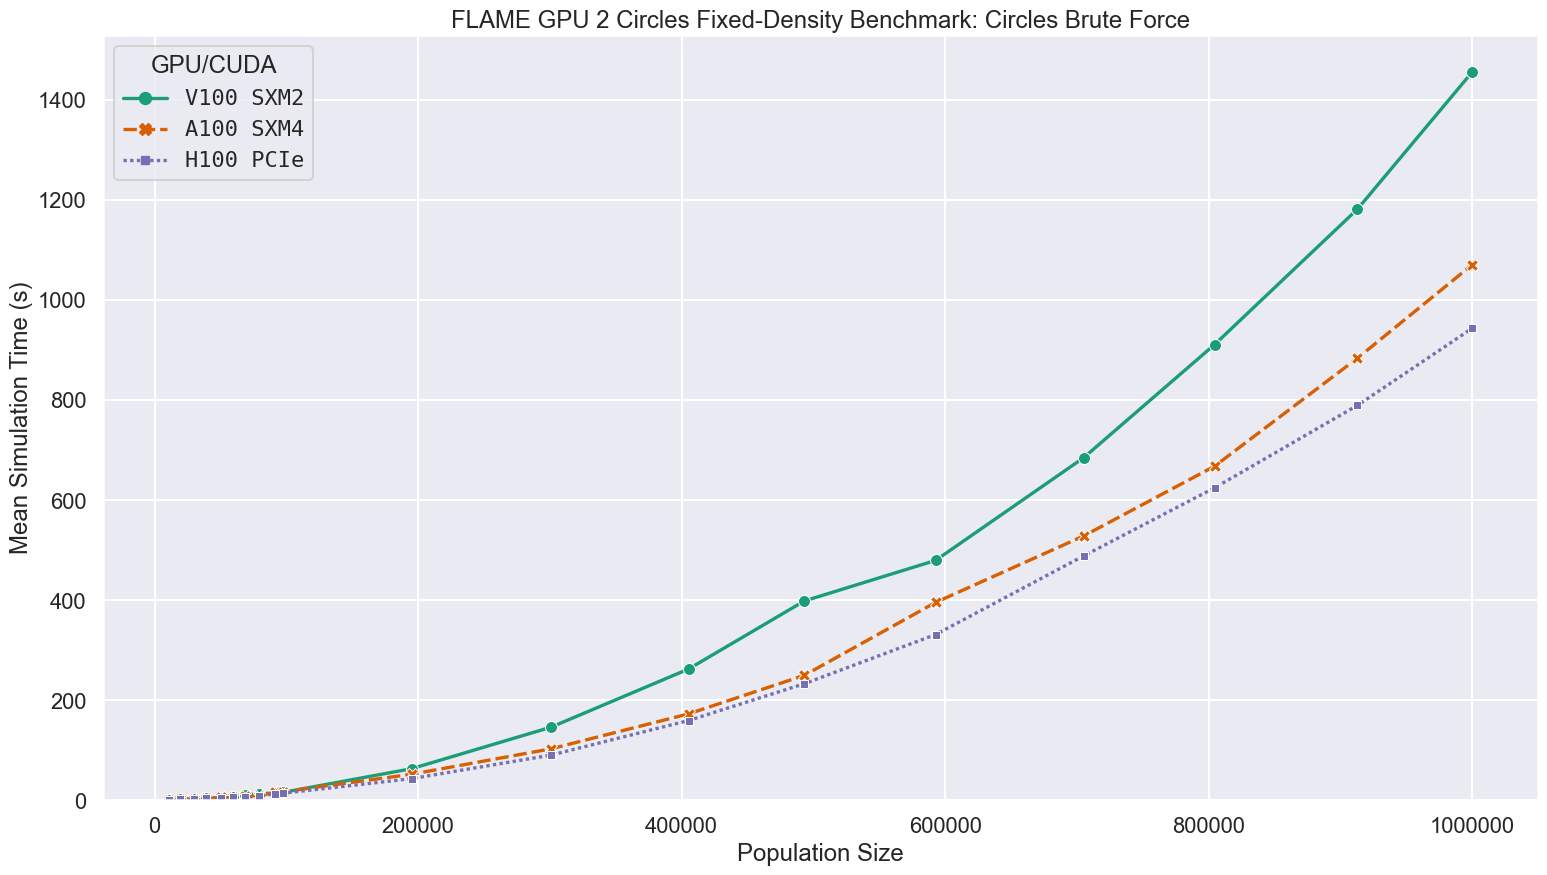 FLAME GPU 2 Circles Fixed-Density Benchmark: Circles Brute Force
GPU/CUDA
V100 SXM2
A100 SXM4
H100 PCIe
Mean Simulation Time (s)
1400
1200
1000
800
600
400
200
0
0
200000
400000
600000
800000
1000000
Population Size